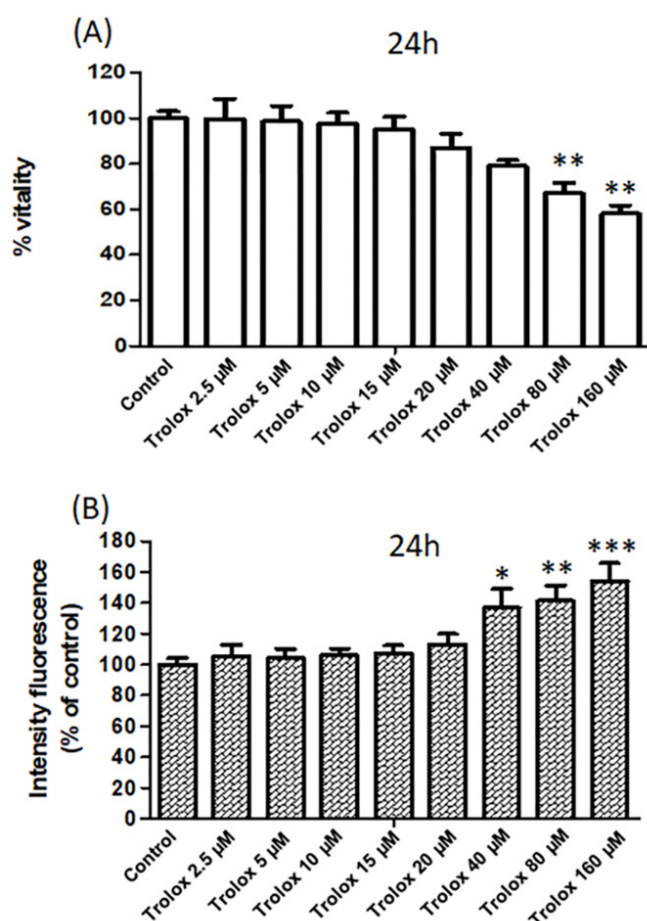 (A)
24h
% vitality
120
100
80
60
40
20
0
**
**
Control
Trolox 2.5 µM
Trolox 5 µM
Trolox 10 µM
Trolox 15 µM
Trolox 20 µM
Trolox 40 µM
Trolox 80 µM
Trolox 160 µM
(B)
24h
Intensity fluorescence
(% of control)
180
160
140
120
100
80
60
40
20
0
*
**
***
Control
Trolox 2.5 µM
Trolox 5 µM
Trolox 10 µM
Trolox 15 µM
Trolox 20 µM
Trolox 40 µM
Trolox 80 µM
Trolox 160 µM